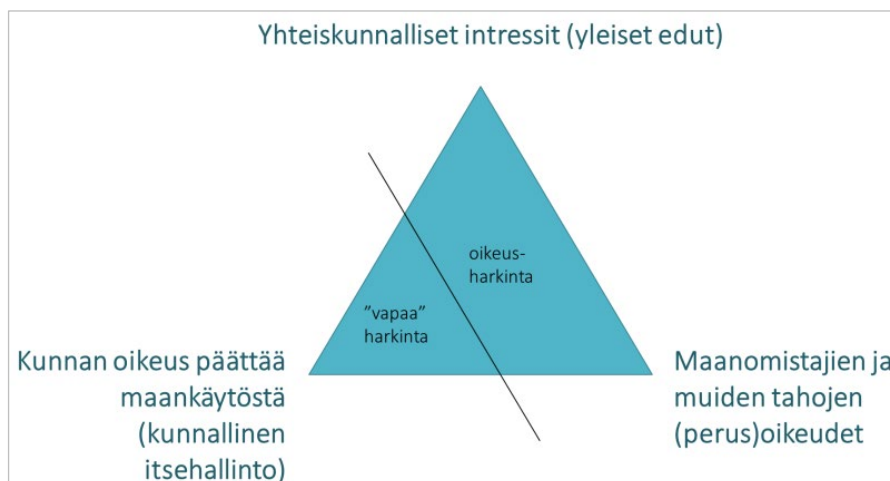 Yhteiskunnalliset intressit (yleiset edut)
oikeus-
harkinta
”vapaa”
harkinta
Kunnan oikeus päättää
maankäytöstä
(kunnallinen
itsehallinto)
Maanomistajien ja
muiden tahojen
(perus)oikeudet